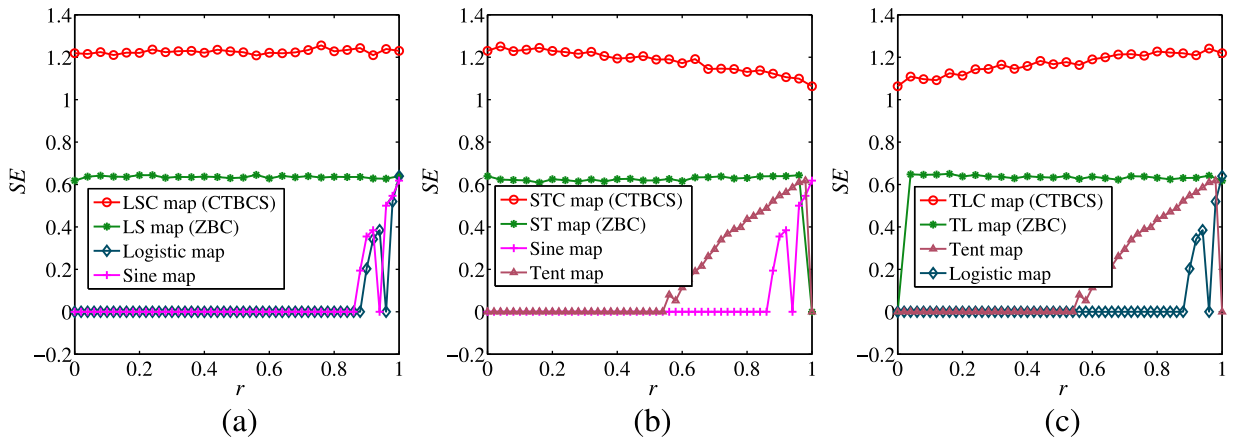 1.4
1.2
1
0.8
0.6
0.4
0.2
0
−0.2
SE
LSC map (CTBCS)
LS map (ZBC)
Logistic map
Sine map
0 0.2 0.4 0.6 0.8 1
r
(a)
1.4
1.2
1
0.8
0.6
0.4
0.2
0
−0.2
SE
STC map (CTBCS)
ST map (ZBC)
Sine map
Tent map
0 0.2 0.4 0.6 0.8 1
r
(b)
1.4
1.2
1
0.8
0.6
0.4
0.2
0
−0.2
SE
TLC map (CTBCS)
TL map (ZBC)
Tent map
Logistic map
0 0.2 0.4 0.6 0.8 1
r
(c)